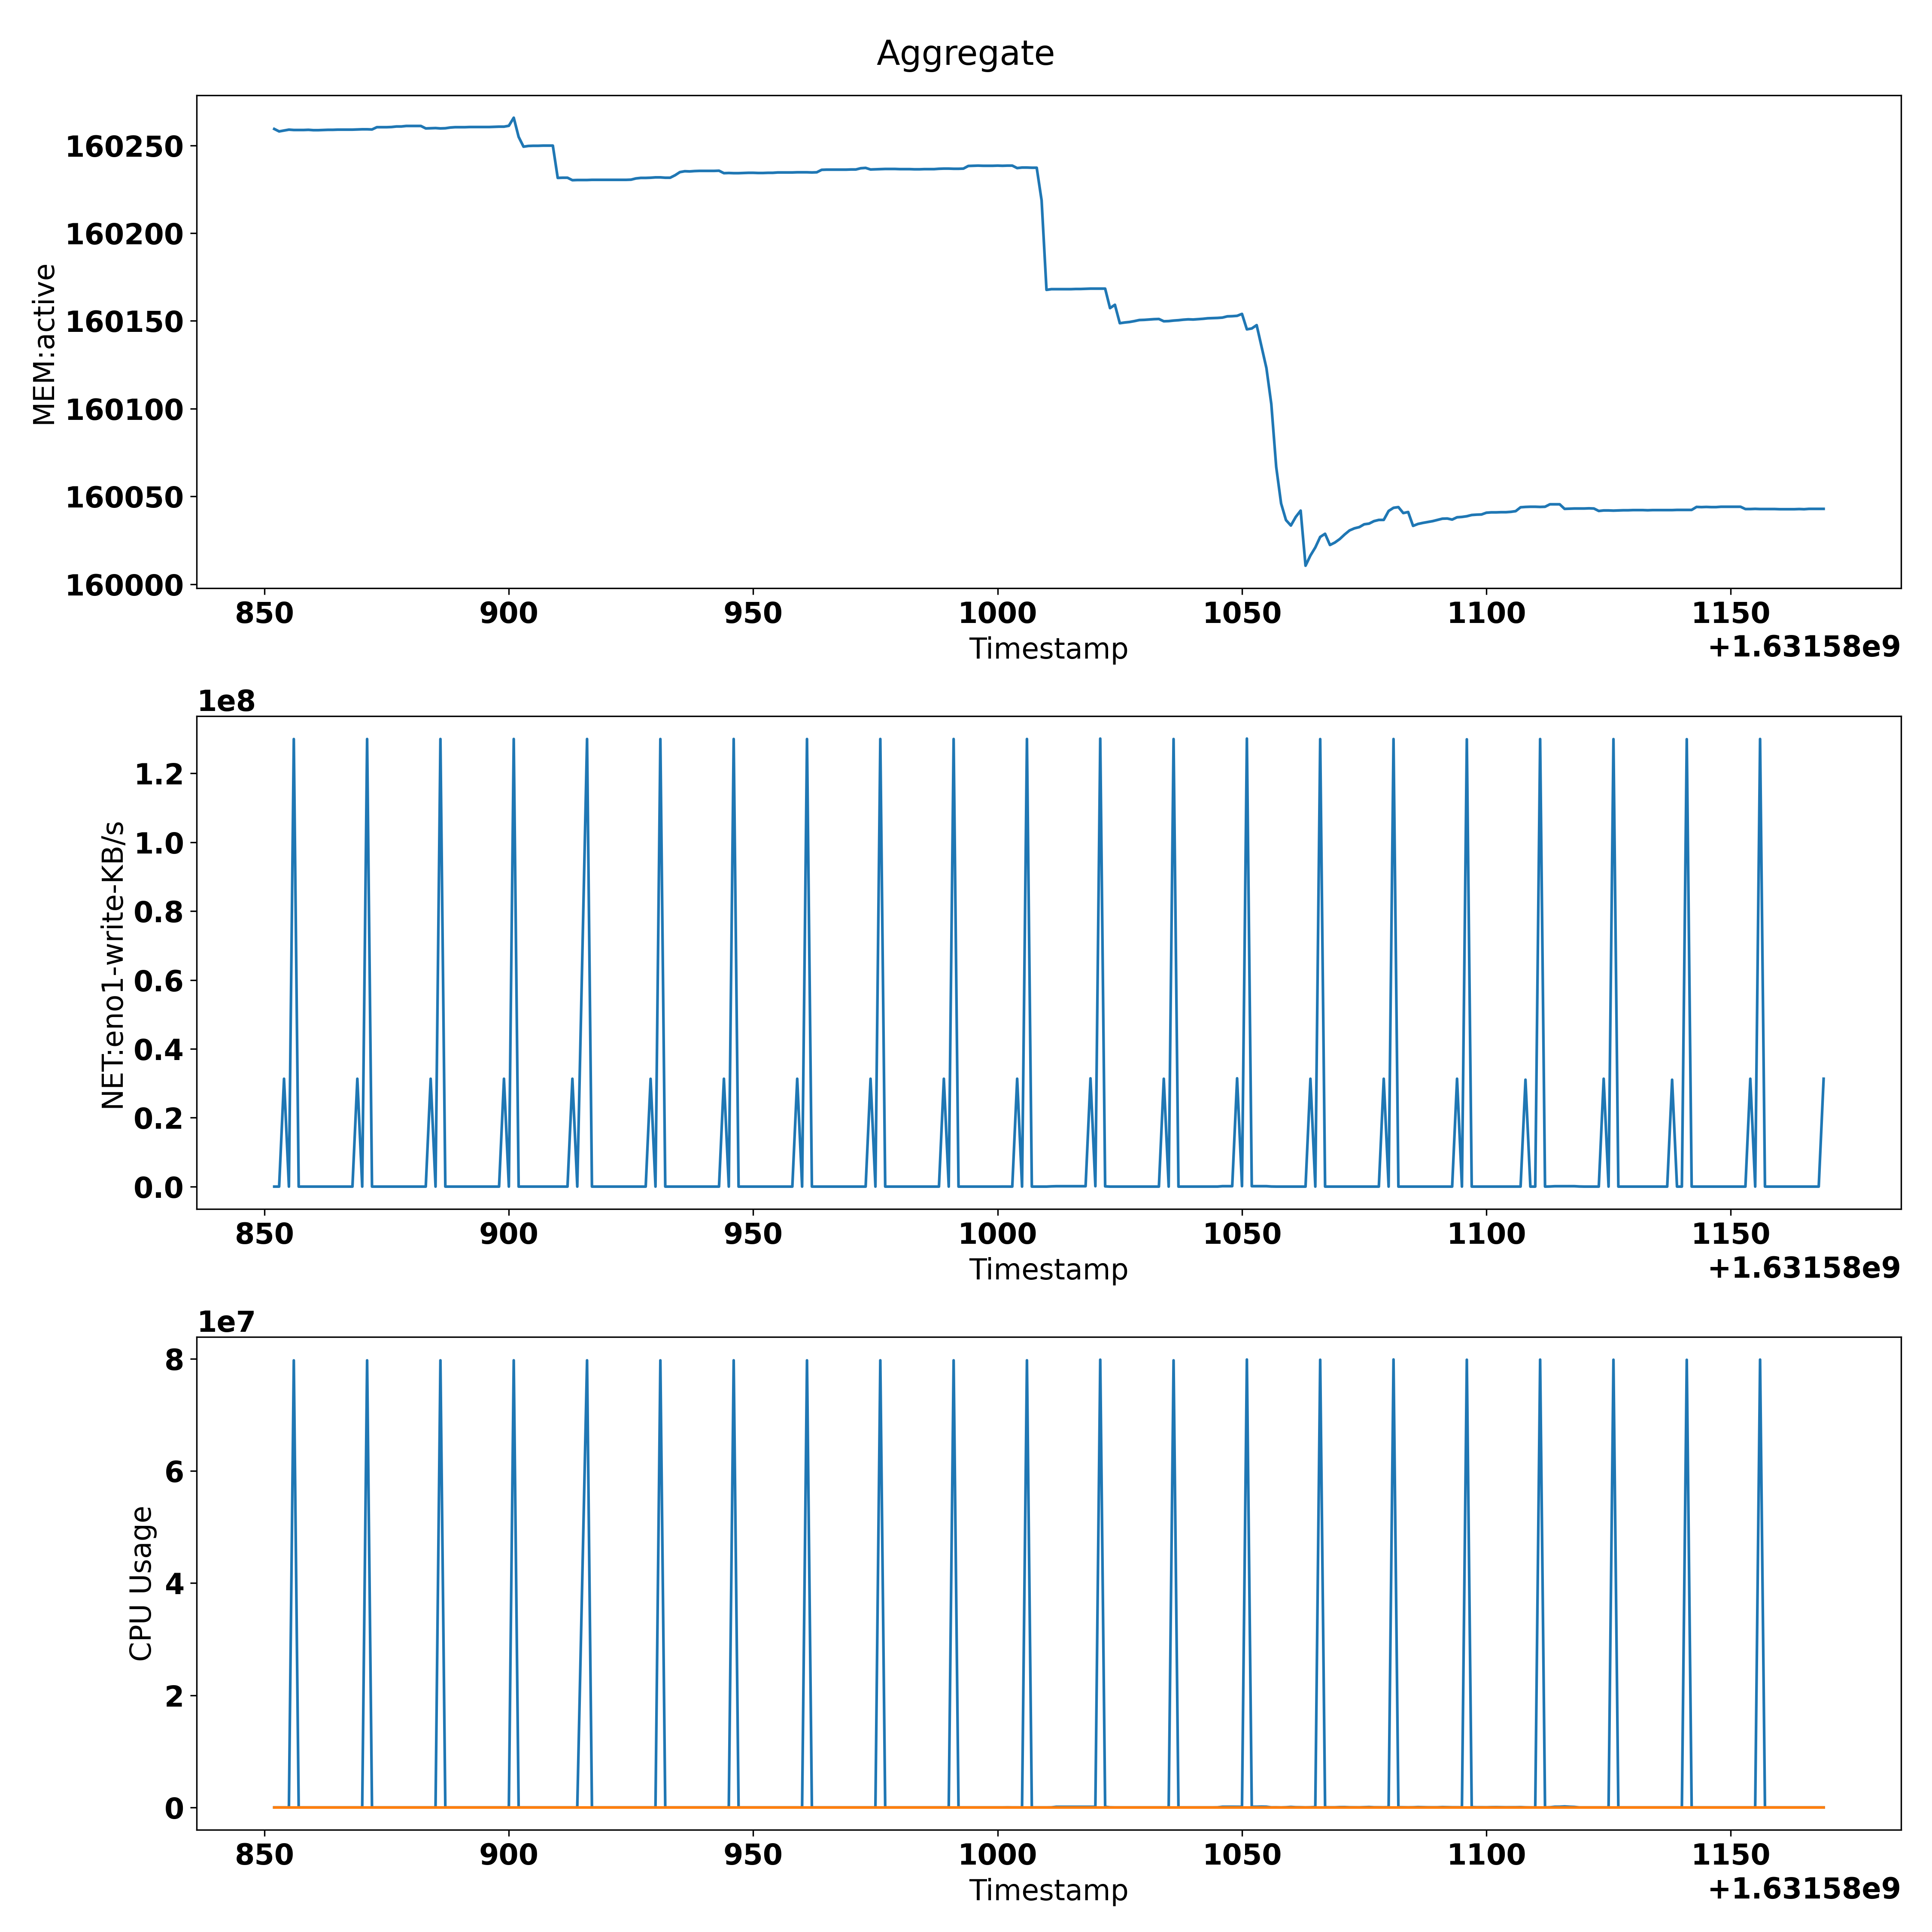 Aggregate
MEM:active
160250
160200
160150
160100
160050
160000
850 900 950 1000 1050 1100 1150
Timestamp
+1.63158e9
1e8
NET:eno1-write-KB/s
1.2
1.0
0.8
0.6
0.4
0.2
0.0
850 900 950 1000 1050 1100 1150
Timestamp
+1.63158e9
1e7
CPU Usage
8
6
4
2
0
850 900 950 1000 1050 1100 1150
Timestamp
+1.63158e9